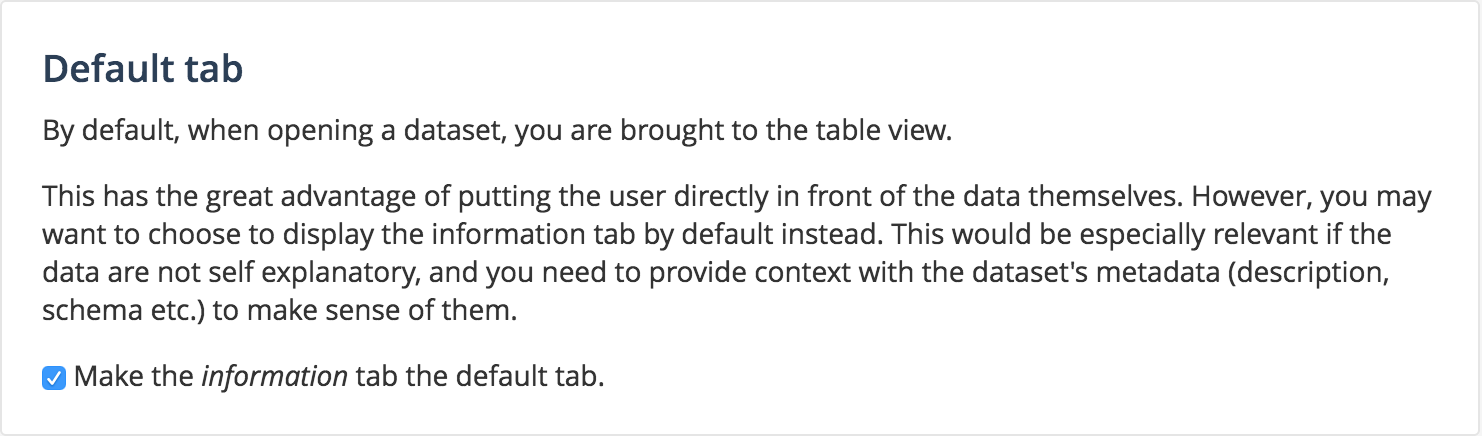 Default tab
By default, when opening a dataset, you are brought to the table view.
This has the great advantage of putting the user directly in front of the data themselves. However, you may
want to choose to display the information tab by default instead. This would be especially relevant if the
data are not self explanatory, and you need to provide context with the dataset's metadata (description,
schema etc.) to make sense of them.
Make the information tab the default tab.